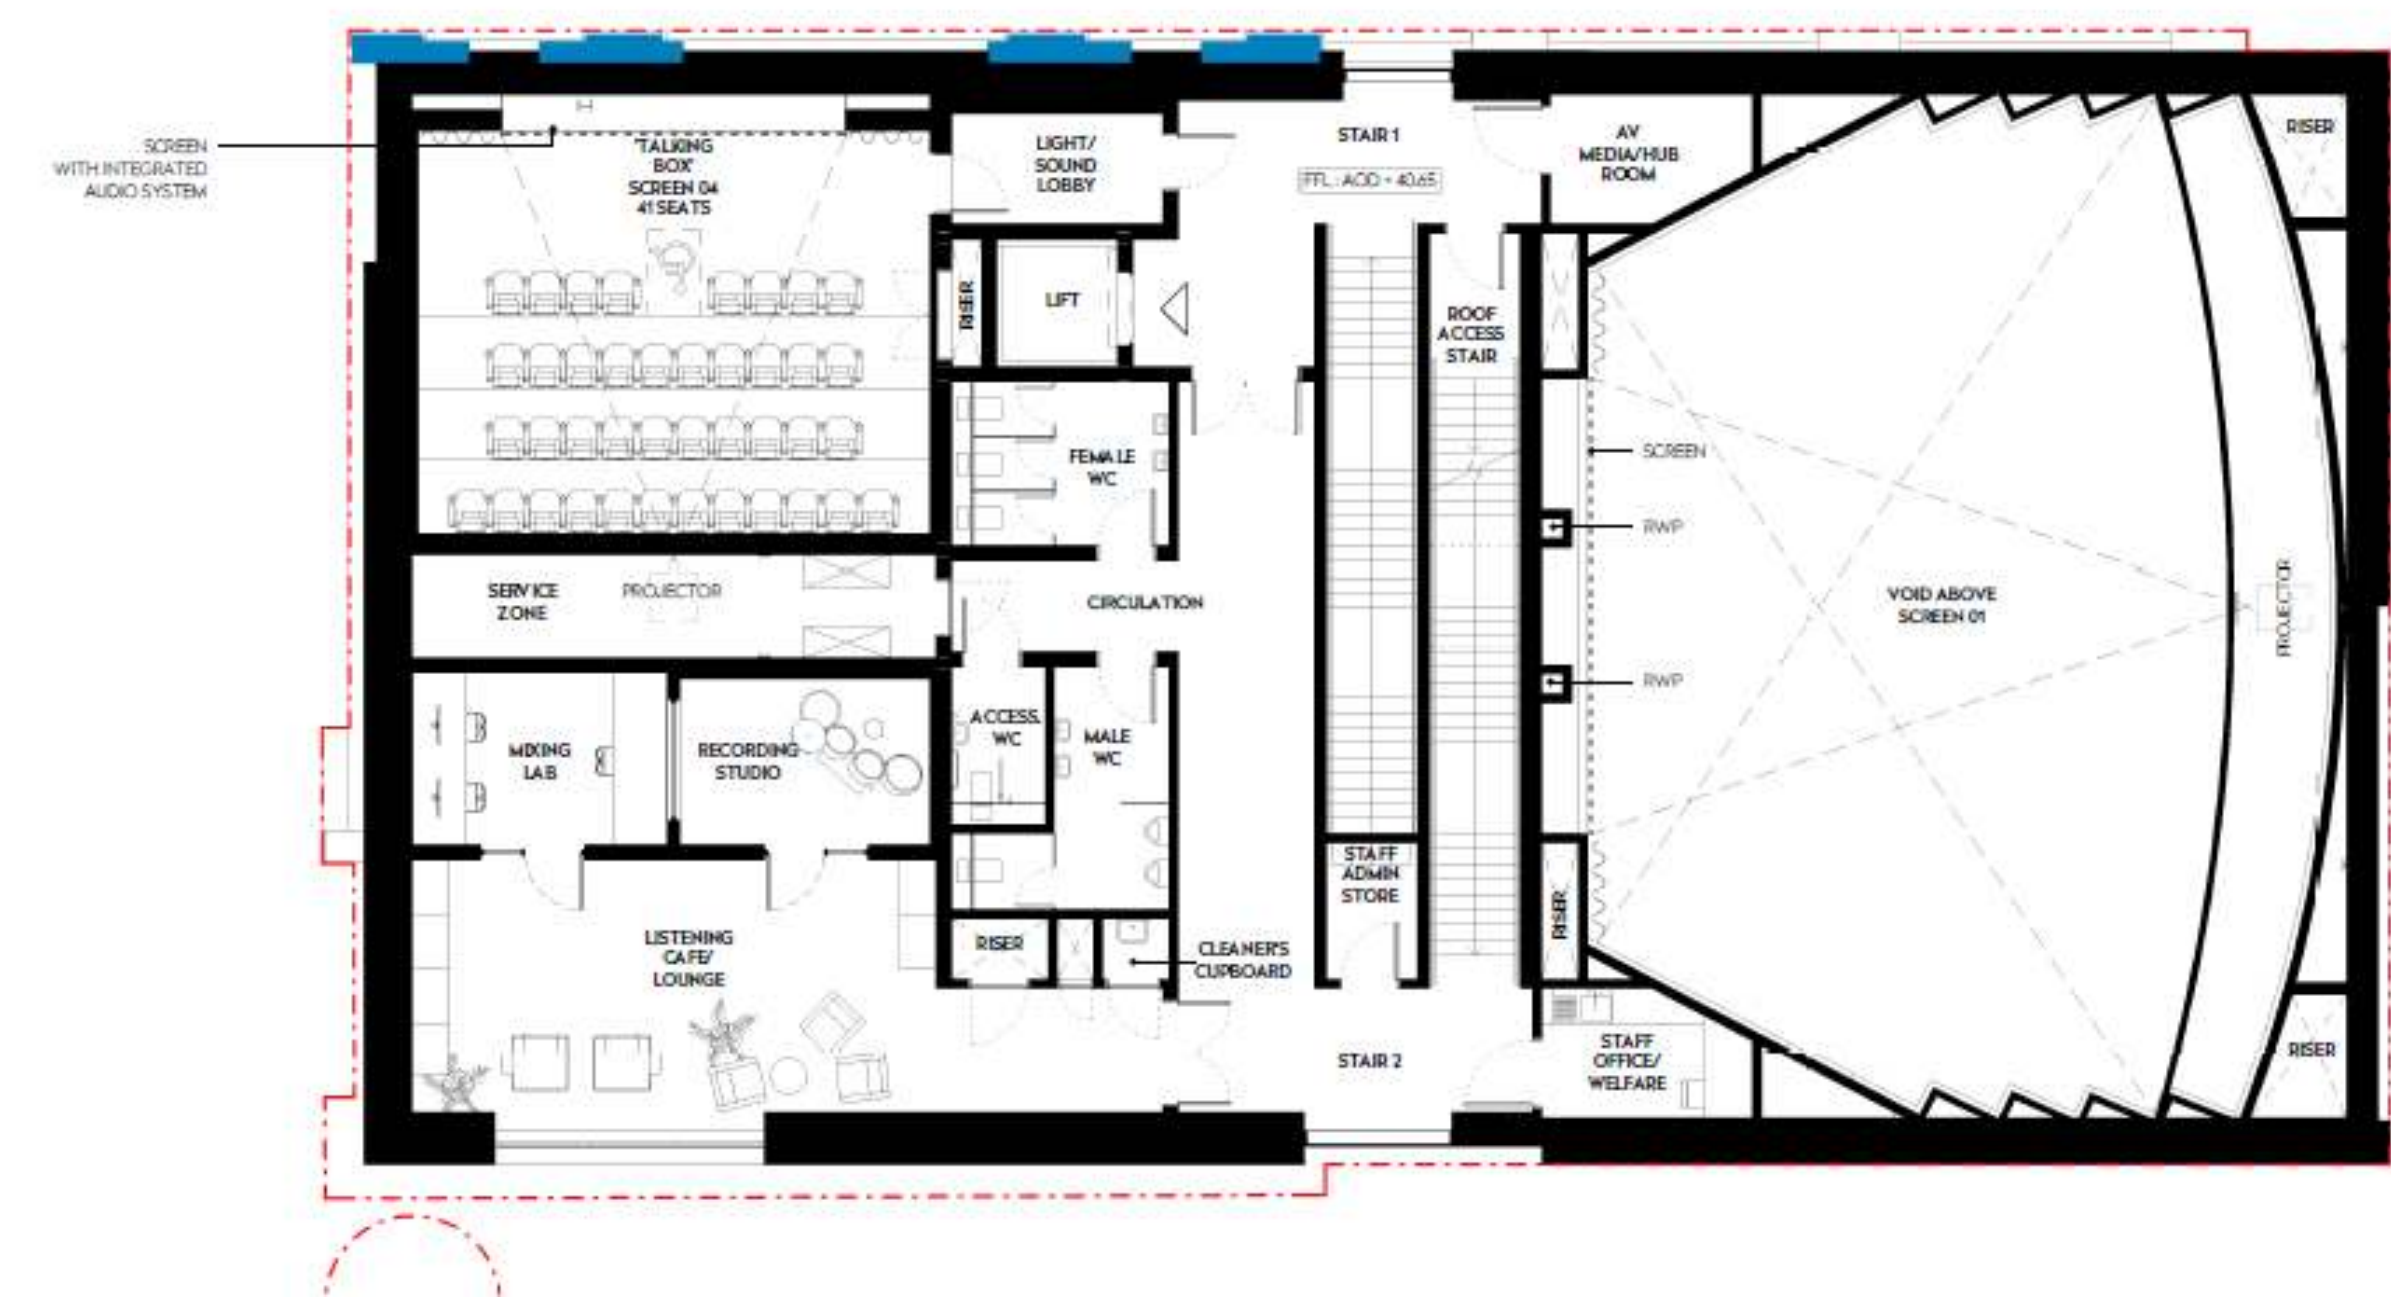 SCREEN
WITH INTEGRATED
AUDIO SYSTEM
'TALKING
BOX'
SCREEN 04
41 SEATS
LIGHT/
SOUND
LOBBY
STAIR 1
FFL : AOD + 40.65
AV
MEDIA/HUB
ROOM
RISER
RISER
LIFT
ROOF
ACCESS
STAIR
FEMALE
WC
SCREEN
RWP
SERVICE
ZONE
PROJECTOR
CIRCULATION
VOID ABOVE
SCREEN 01
PROJECTOR
RWP
MIXING
LAB
RECORDING
STUDIO
ACCESS.
WC
MALE
WC
STAFF
ADMIN
STORE
RISER
LISTENING
CAFE/
LOUNGE
RISER
CLEANER'S
CUPBOARD
STAIR 2
STAFF
OFFICE/
WELFARE
RISER